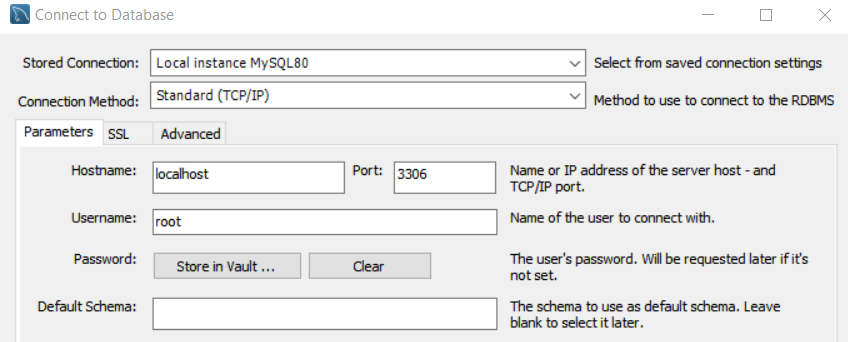 Connect to Database
Stored Connection: Local instance MySQL80 Select from saved connection settings
Connection Method: Standard (TCP/IP) Method to use to connect to the RDBMS
Parameters SSL Advanced
Hostname: localhost Port: 3306 Name or IP address of the server host - and
TCP/IP port.
Username: root Name of the user to connect with.
Password: Store in Vault ... Clear The user's password. Will be requested later if it's
not set.
Default Schema: The schema to use as default schema. Leave
blank to select it later.